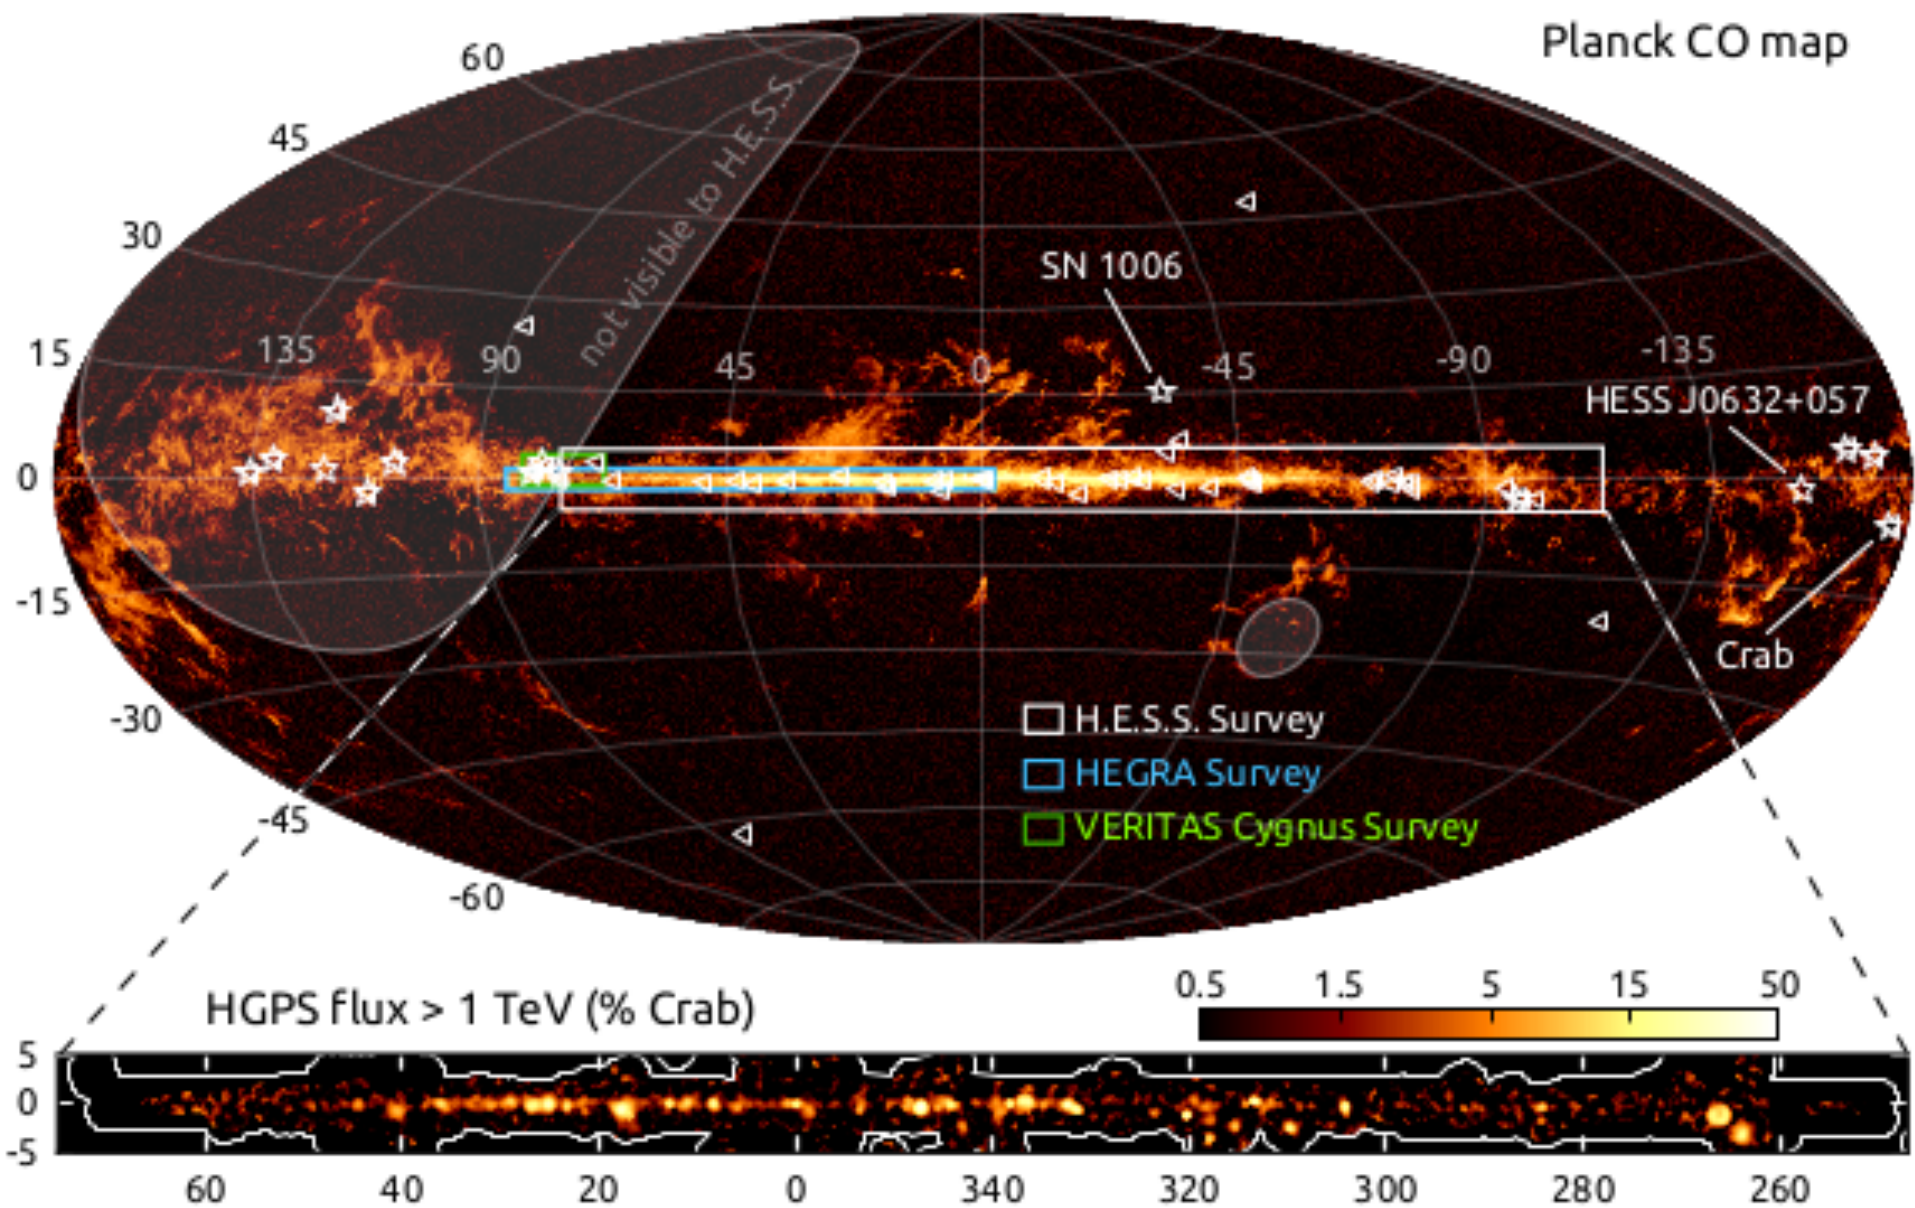 Planck CO map
60
45
30
15
0
-15
-30
-45
-60
135
90
45
0
-45
-90
-135
not visible to H.E.S.S.
SN 1006
HESS J0632+057
Crab
H.E.S.S. Survey
HEGRA Survey
VERITAS Cygnus Survey
HGPS flux > 1 TeV (% Crab)
0.5 1.5 5 15 50
5
0
-5
60 40 20 0 340 320 300 280 260